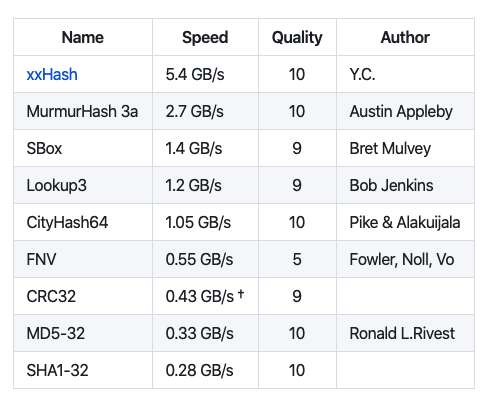 Name Speed Quality Author
xxHash 5.4 GB/s 10 Y.C.
MurmurHash 3a 2.7 GB/s 10 Austin Appleby
SBox 1.4 GB/s 9 Bret Mulvey
Lookup3 1.2 GB/s 9 Bob Jenkins
CityHash64 1.05 GB/s 10 Pike & Alakuijala
FNV 0.55 GB/s 5 Fowler, Noll, Vo
CRC32 0.43 GB/s † 9
MD5-32 0.33 GB/s 10 Ronald L.Rivest
SHA1-32 0.28 GB/s 10